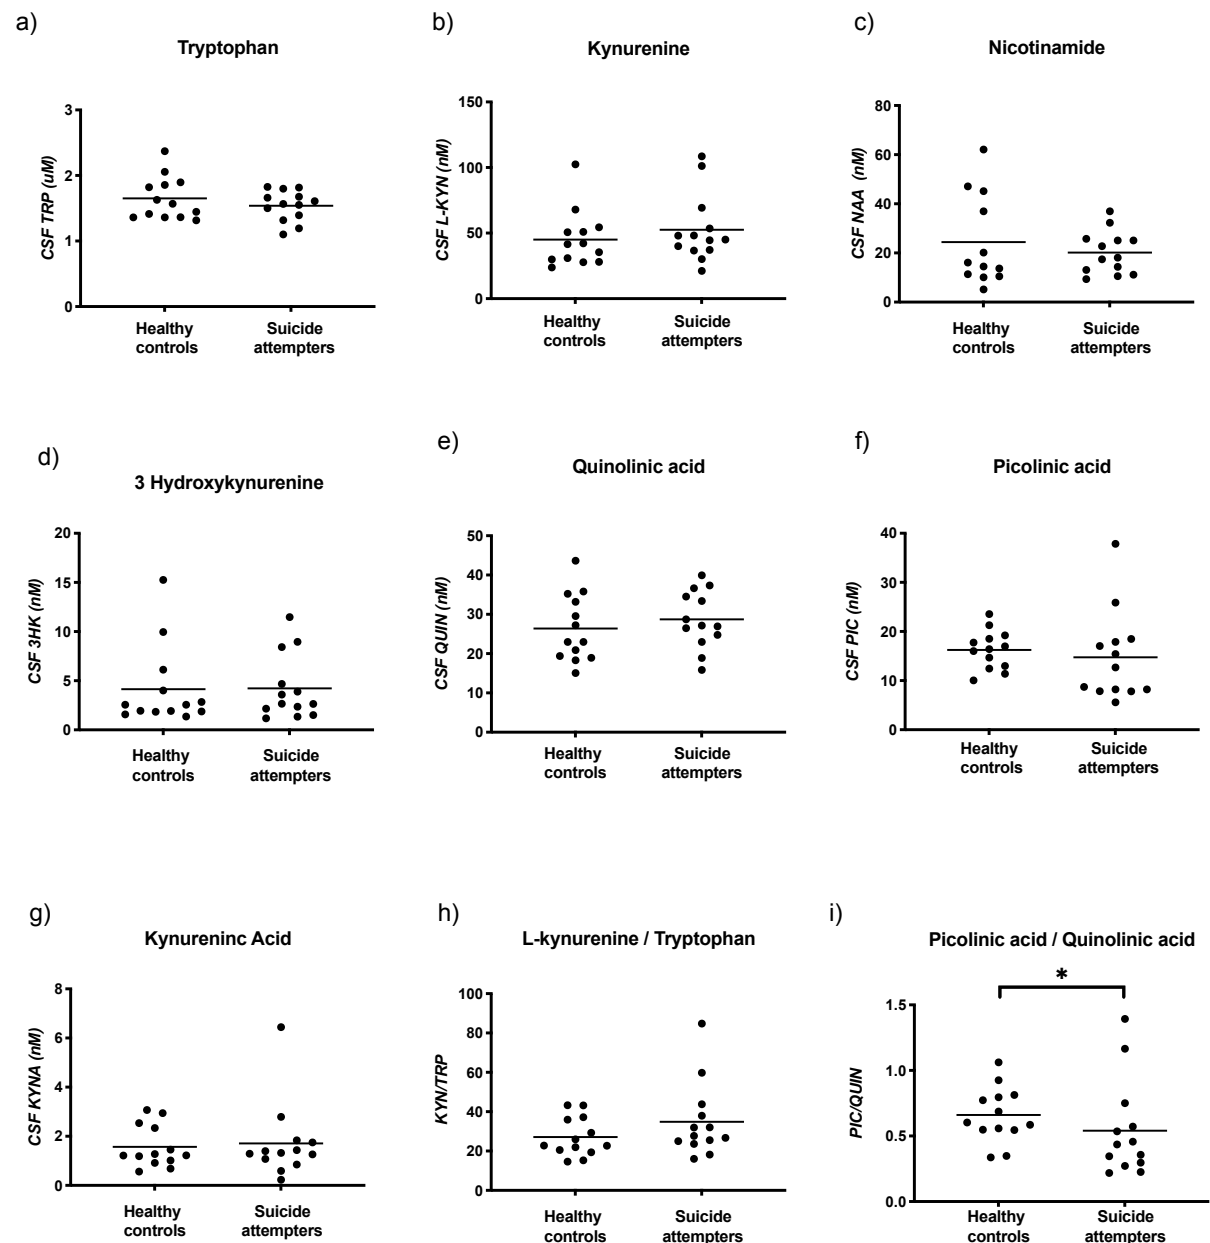 a)
Tryptophan
CSF TRP (uM)
3
2
1
0
Healthy
controls
Suicide
attempters
b)
Kynurenine
CSF L-KYN (nM)
150
100
50
0
Healthy
controls
Suicide
attempters
c)
Nicotinamide
CSF NAA (nM)
80
60
40
20
0
Healthy
controls
Suicide
attempters
d)
3 Hydroxykynurenine
CSF 3HK (nM)
20
15
10
5
0
Healthy
controls
Suicide
attempters
e)
Quinolinic acid
CSF QUIN (nM)
50
40
30
20
10
0
Healthy
controls
Suicide
attempters
f)
Picolinic acid
CSF PIC (nM)
40
30
20
10
0
Healthy
controls
Suicide
attempters
g)
Kynureninc Acid
CSF KYNA (nM)
8
6
4
2
0
Healthy
controls
Suicide
attempters
h)
L-kynurenine / Tryptophan
KYN/TRP
100
80
60
40
20
0
Healthy
controls
Suicide
attempters
i)
Picolinic acid / Quinolinic acid
*
PIC/QUIN
1.5
1.0
0.5
0.0
Healthy
controls
Suicide
attempters